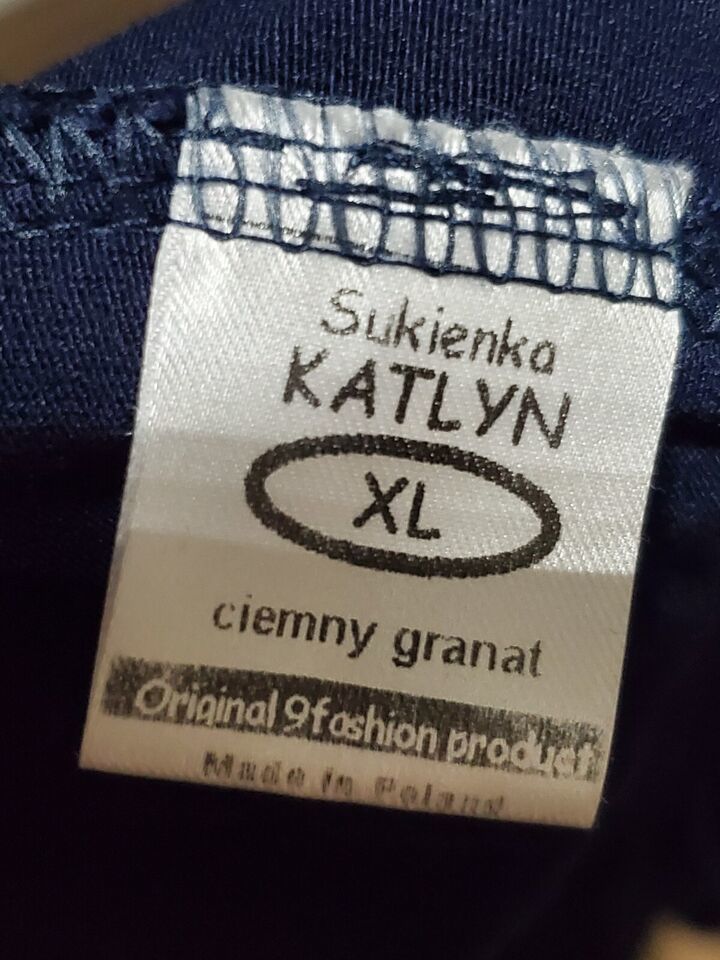 Sukienka
KATLYN
XL
ciemny granat
Original 9fashion product
Made in Poland